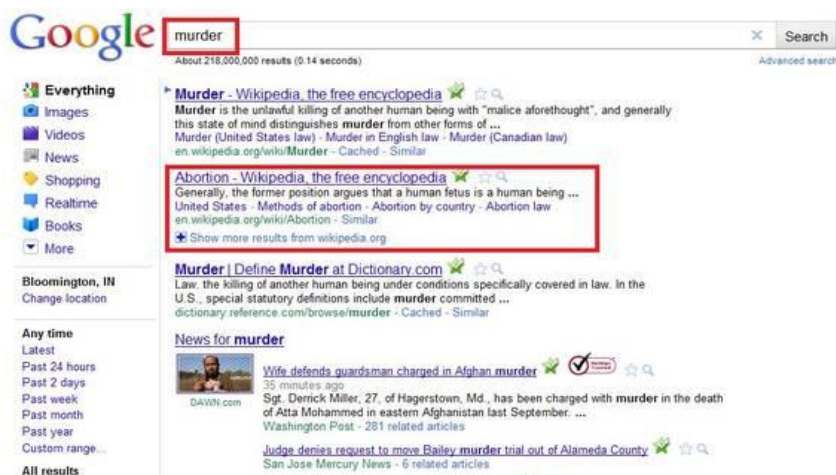 Google
murder
Search
About 218,000,000 results (0.14 seconds)
Advanced search
Everything
Images
Videos
News
Shopping
Realtime
Books
More
Bloomington, IN
Change location
Any time
Latest
Past 24 hours
Past 2 days
Past week
Past month
Past year
Custom range...
All results
Murder - Wikipedia, the free encyclopedia
Murder is the unlawful killing of another human being with "malice aforethought", and generally
this state of mind distinguishes murder from other forms of ...
Murder (United States law) - Murder in English law - Murder (Canadian law)
en.wikipedia.org/wiki/Murder - Cached - Similar
Abortion - Wikipedia, the free encyclopedia
Generally, the former position argues that a human fetus is a human being ...
United States - Methods of abortion - Abortion by country - Abortion law
en.wikipedia.org/wiki/Abortion - Similar
Show more results from wikipedia.org
Murder | Define Murder at Dictionary.com
Law. the killing of another human being under conditions specifically covered in law. In the
U.S., special statutory definitions include murder committed ...
dictionary.reference.com/browse/murder - Cached - Similar
News for murder
DAWN.com
Wife defends guardsman charged in Afghan murder
35 minutes ago
Sgt. Derrick Miller, 27, of Hagerstown, Md., has been charged with murder in the death
of Atta Mohammed in eastern Afghanistan last September. ...
Washington Post - 281 related articles
Judge denies request to move Bailey murder trial out of Alameda County
San Jose Mercury News - 6 related articles